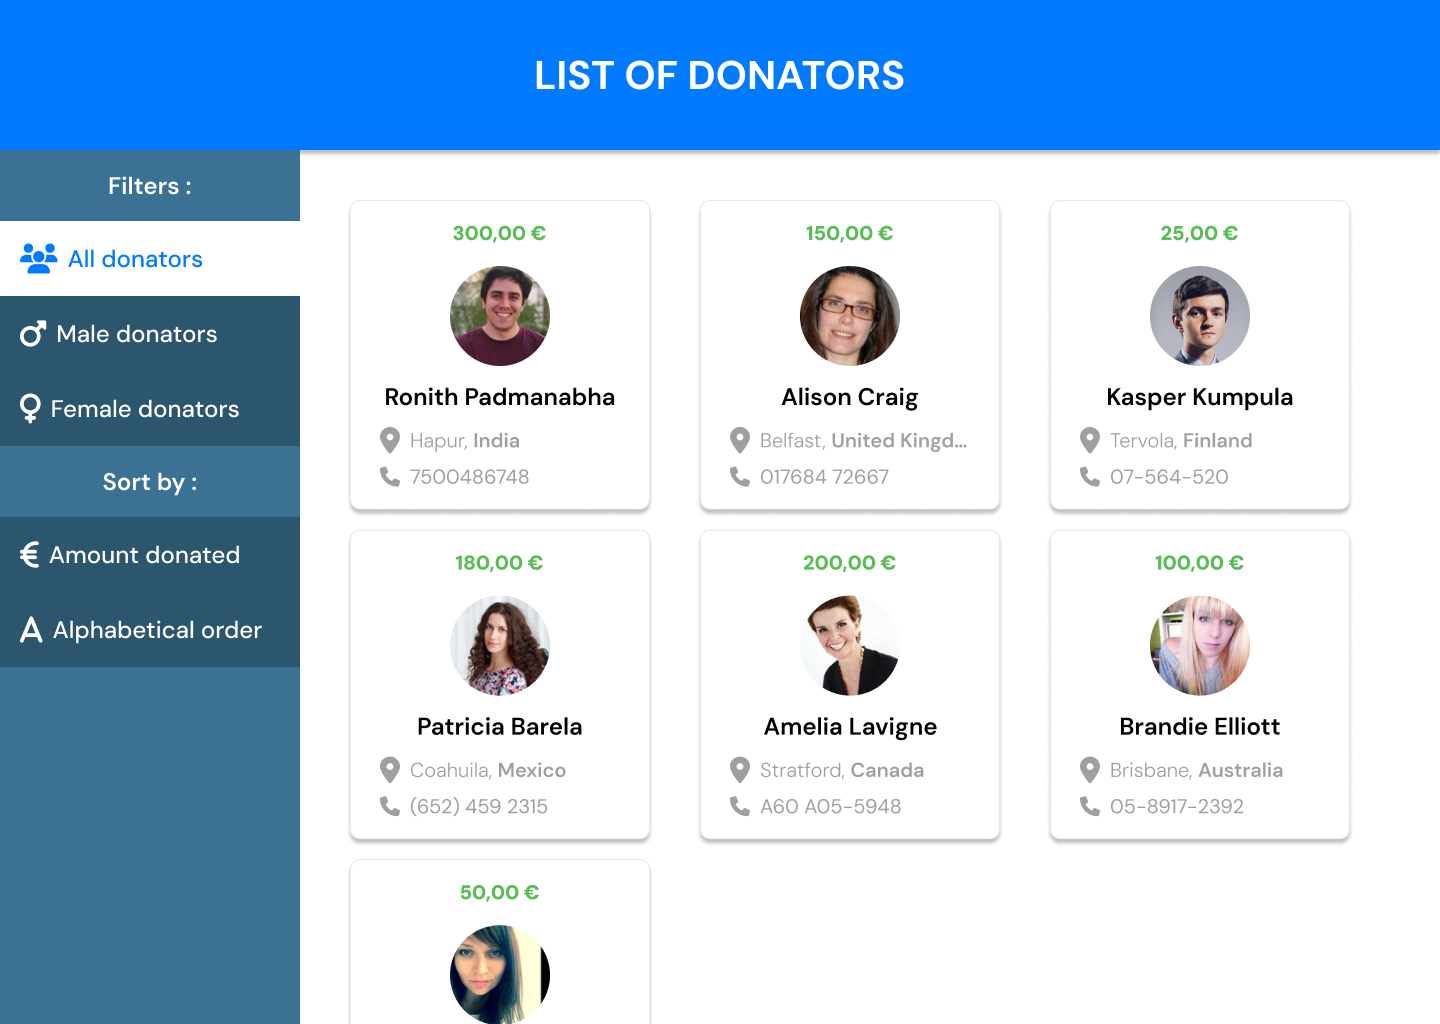 LIST OF DONATORS
Filters :
All donators
Male donators
Female donators
Sort by :
Amount donated
Alphabetical order
300,00 €
Ronith Padmanabha
Hapur, India
7500486748
150,00 €
Alison Craig
Belfast, United Kingd...
017684 72667
25,00 €
Kasper Kumpula
Tervola, Finland
07-564-520
180,00 €
Patricia Barela
Coahuila, Mexico
(652) 459 2315
200,00 €
Amelia Lavigne
Stratford, Canada
A60 A05-5948
100,00 €
Brandie Elliott
Brisbane, Australia
05-8917-2392
50,00 €